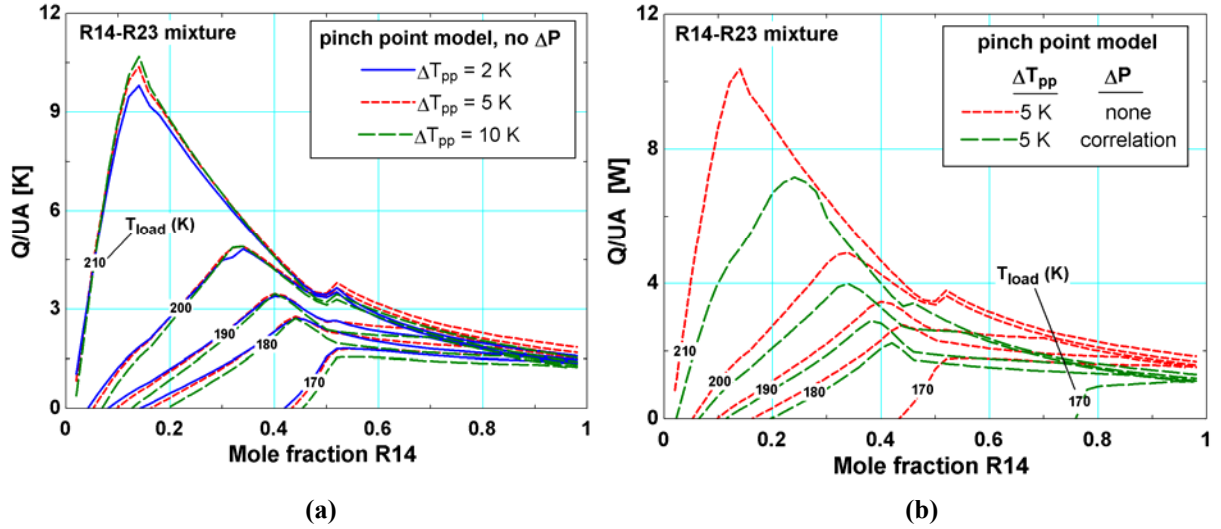 R14-R23 mixture
pinch point model, no ΔP
ΔTpp = 2 K
ΔTpp = 5 K
ΔTpp = 10 K
12
9
6
3
0
Q/UA [K]
Tload (K)
210
200
190
180
170
0 0.2 0.4 0.6 0.8 1
Mole fraction R14
(a)
R14-R23 mixture
pinch point model
ΔTpp ΔP
5 K none
5 K correlation
12
8
4
0
Q/UA [W]
Tload (K)
210
200
190
180
170
170
0 0.2 0.4 0.6 0.8 1
Mole fraction R14
(b)